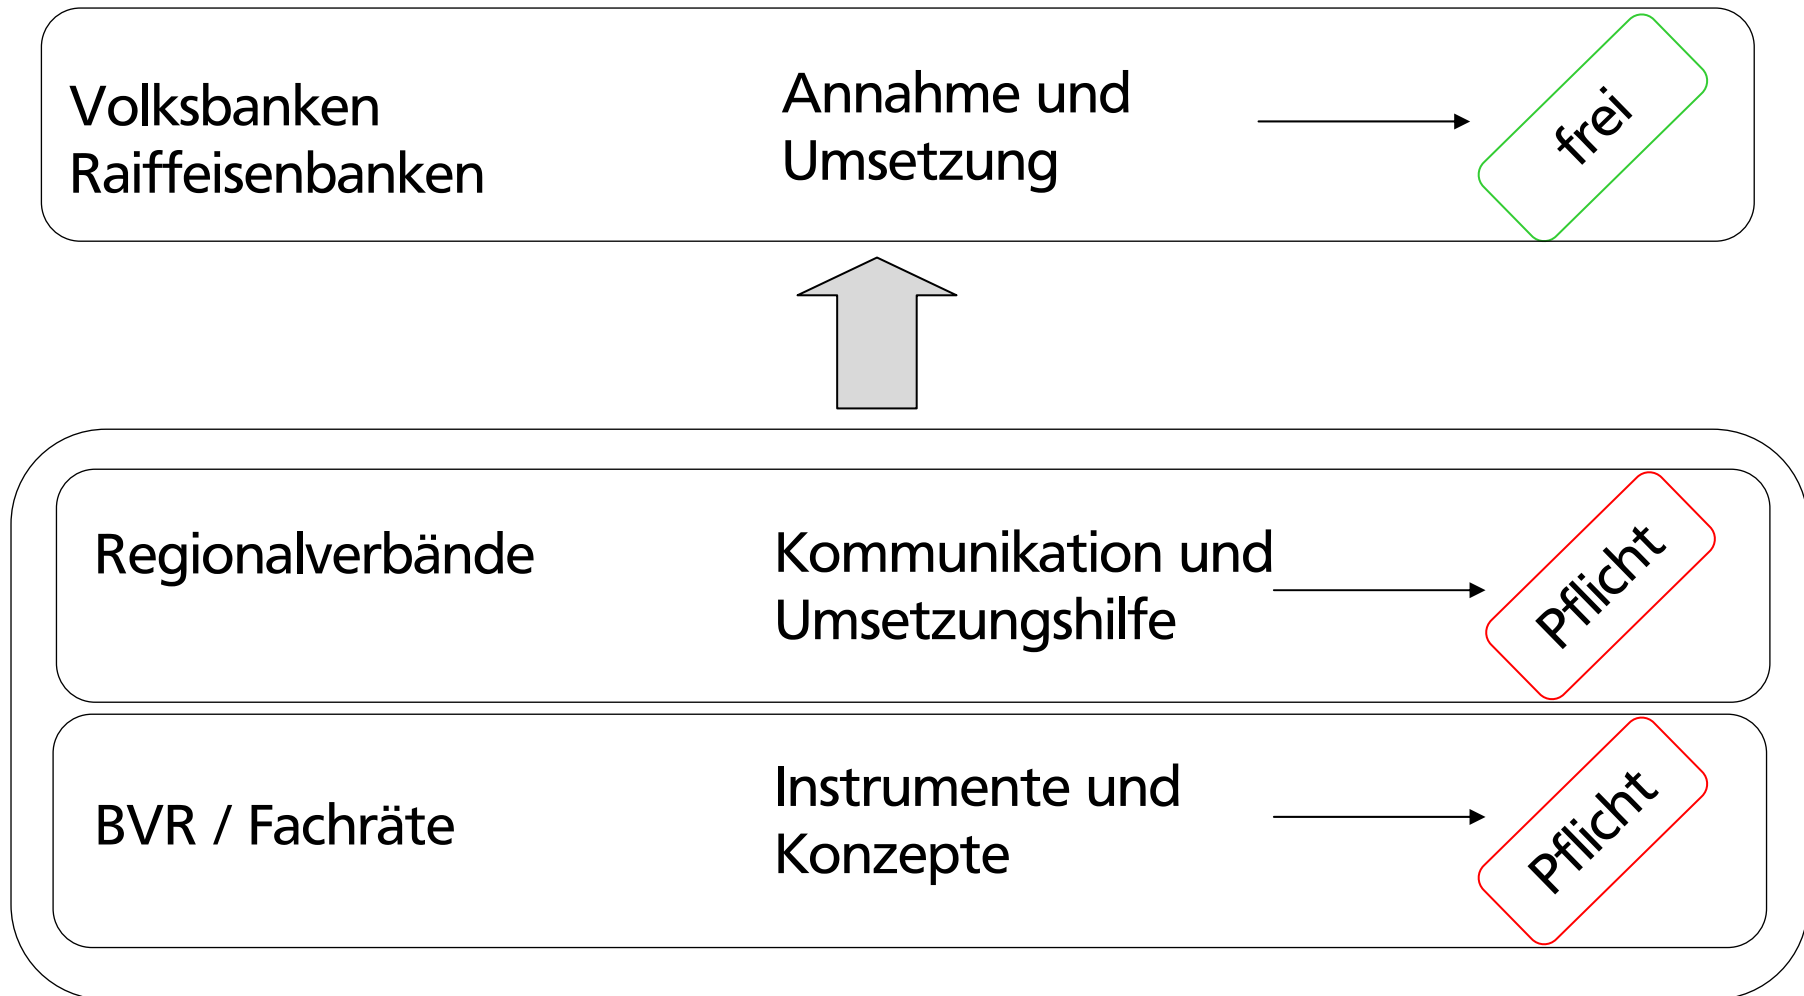 Volksbanken
Raiffeisenbanken
Annahme und
Umsetzung
frei
Regionalverbände
Kommunikation und
Umsetzungshilfe
Pflicht
BVR / Fachräte
Instrumente und
Konzepte
Pflicht